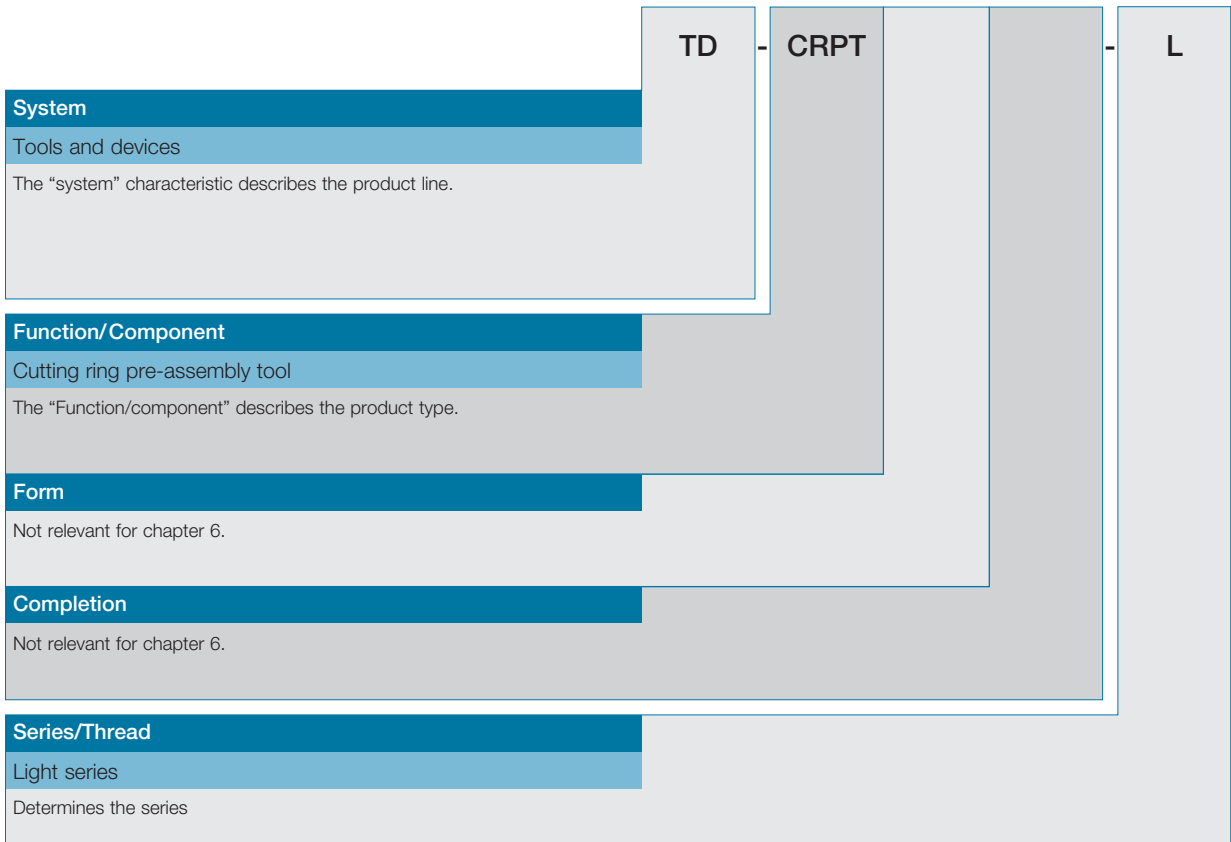 TD - CRPT - L
System
Tools and devices
The “system” characteristic describes the product line.
Function/Component
Cutting ring pre-assembly tool
The “Function/component” describes the product type.
Form
Not relevant for chapter 6.
Completion
Not relevant for chapter 6.
Series/Thread
Light series
Determines the series